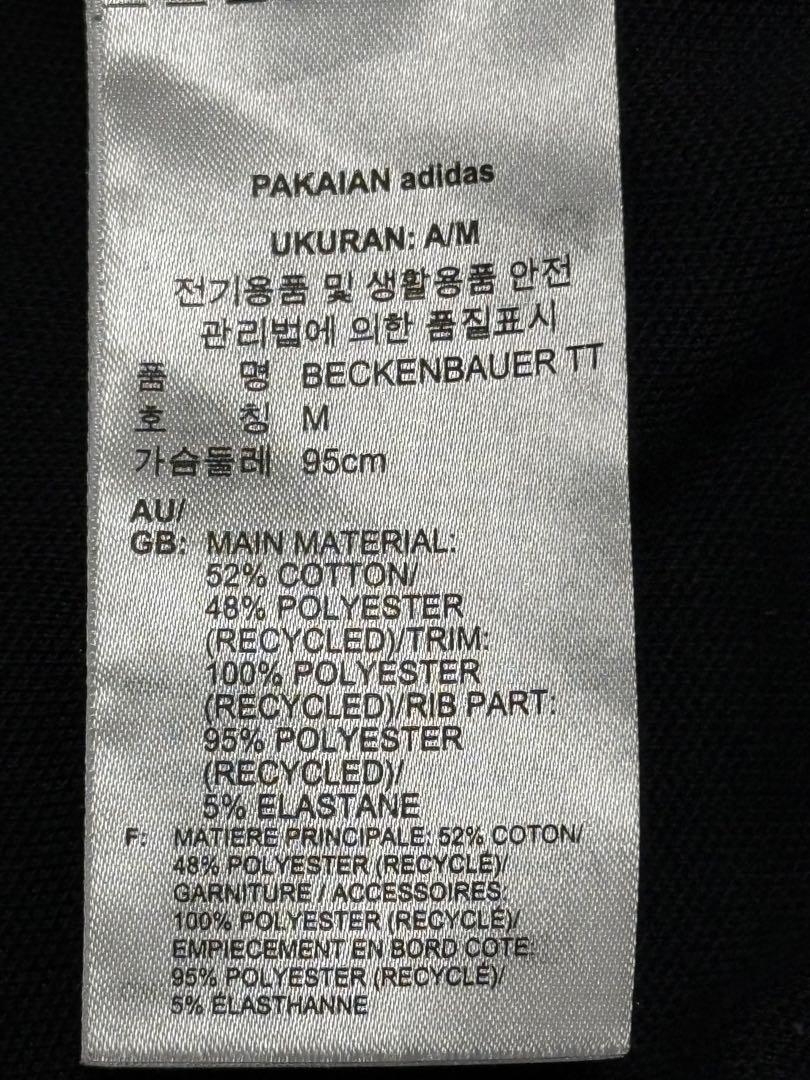 PAKAIAN adidas
UKURAN: A/M
전기용품 및 생활용품 안전
관리법에 의한 품질표시
품 명 BECKENBAUER TT
호 칭 M
가슴둘레 95cm
AU/
GB: MAIN MATERIAL:
52% COTTON/
48% POLYESTER
(RECYCLED)/TRIM:
100% POLYESTER
(RECYCLED)/RIB PART:
95% POLYESTER
(RECYCLED)/
5% ELASTANE
F: MATIERE PRINCIPALE: 52% COTON/
48% POLYESTER (RECYCLÉ)/
GARNITURE / ACCESSOIRES:
100% POLYESTER (RECYCLÉ)/
EMPIECEMENT EN BORD COTE:
95% POLYESTER (RECYCLÉ)/
5% ÉLASTHANNE